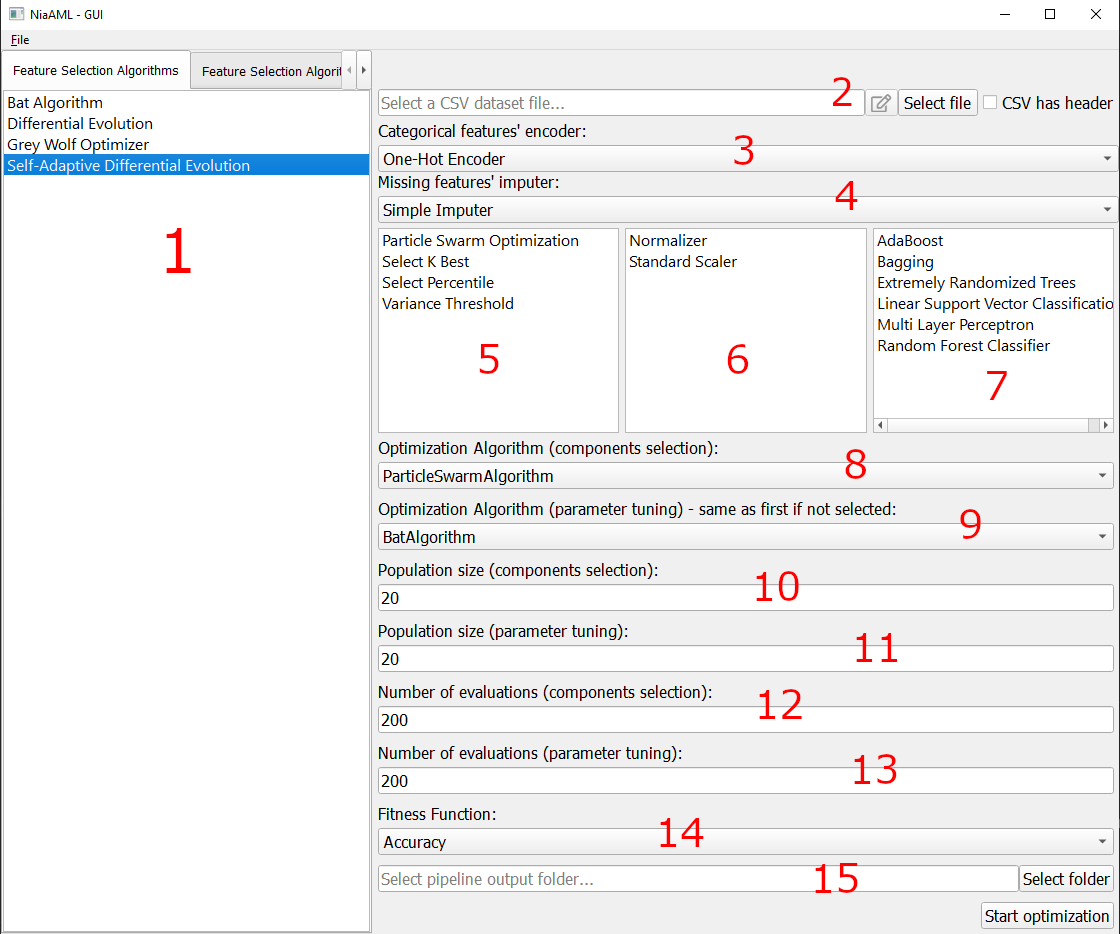 NiaAML - GUI
File
Feature Selection Algorithms
Feature Selection Algorit
Bat Algorithm
Differential Evolution
Grey Wolf Optimizer
Self-Adaptive Differential Evolution
1
Select a CSV dataset file...
2
Select file
CSV has header
Categorical features' encoder:
3
One-Hot Encoder
Missing features' imputer:
4
Simple Imputer
Particle Swarm Optimization
Select K Best
Select Percentile
Variance Threshold
5
Normalizer
Standard Scaler
6
AdaBoost
Bagging
Extremely Randomized Trees
Linear Support Vector Classificatio
Multi Layer Perceptron
Random Forest Classifier
7
Optimization Algorithm (components selection):
8
ParticleSwarmAlgorithm
Optimization Algorithm (parameter tuning) - same as first if not selected:
9
BatAlgorithm
Population size (components selection):
10
20
Population size (parameter tuning):
11
20
Number of evaluations (components selection):
12
200
Number of evaluations (parameter tuning):
13
200
Fitness Function:
14
Accuracy
Select pipeline output folder...
15
Select folder
Start optimization